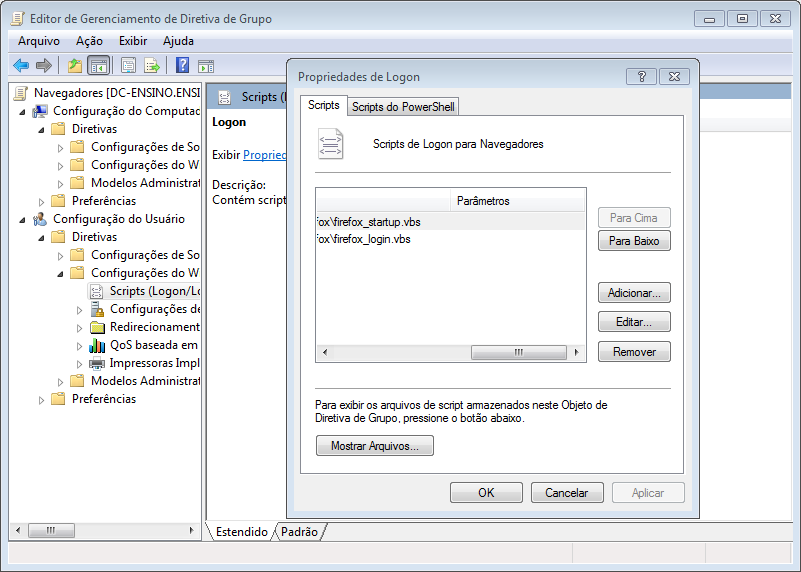 Editor de Gerenciamento de Diretiva de Grupo
Arquivo Ação Exibir Ajuda
Navegadores [DC-ENSINO.ENSI
Configuração do Computad
Diretivas
Configurações de So
Configurações do W
Modelos Administrat
Preferências
Configuração do Usuário
Diretivas
Configurações de So
Configurações do W
Scripts (Logon/Lo
Configurações de
Redirecionament
QoS baseada em
Impressoras Impl
Modelos Administrat
Preferências
Scripts (l
Logon
Exibir Propried
Descrição:
Contém script
Estendido Padrão
Propriedades de Logon
Scripts Scripts do PowerShell
Scripts de Logon para Navegadores
Parâmetros
fox\firefox_startup.vbs
fox\firefox_login.vbs
Para Cima
Para Baixo
Adicionar...
Editar...
Remover
Para exibir os arquivos de script armazenados neste Objeto de
Diretiva de Grupo, pressione o botão abaixo.
Mostrar Arquivos...
OK Cancelar Aplicar